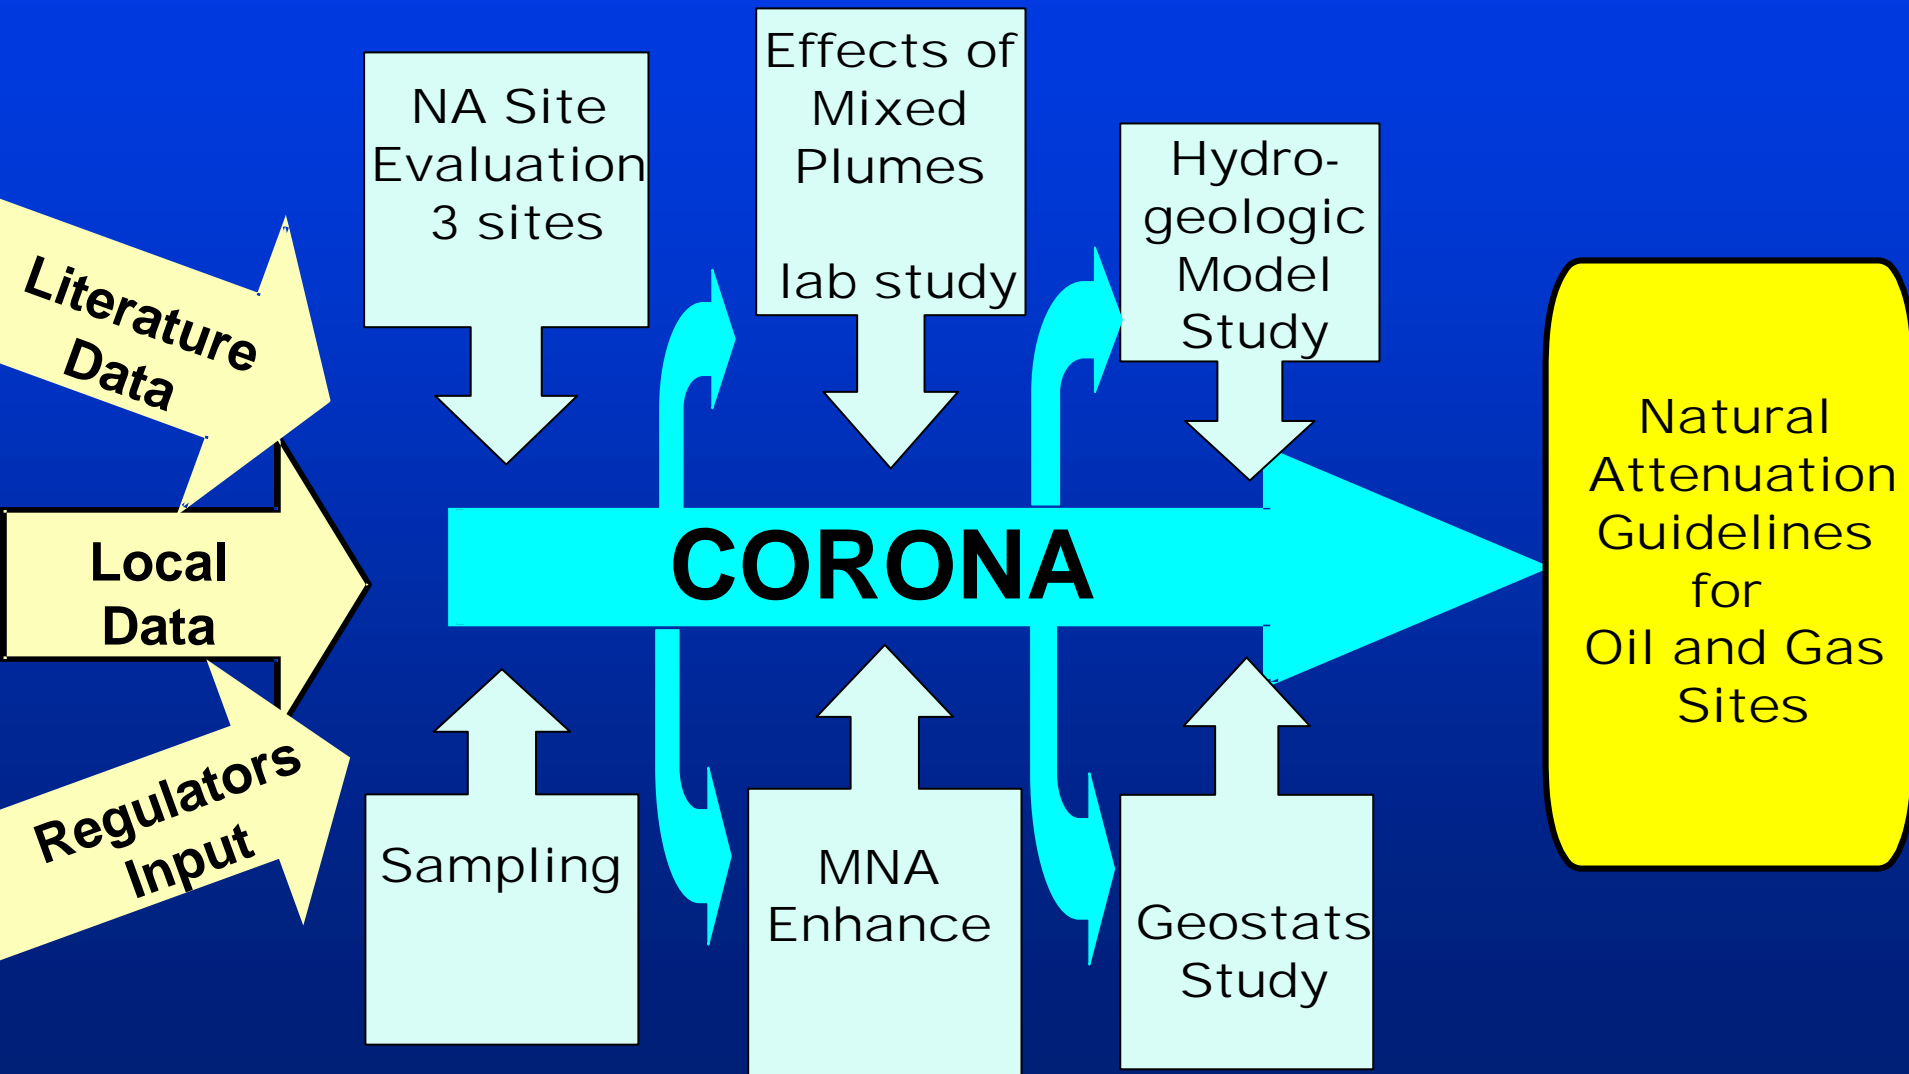 Literature
Data
Local
Data
Regulators
Input
NA Site
Evaluation
3 sites
Effects of
Mixed
Plumes
lab study
Hydro-
geologic
Model
Study
CORONA
Sampling
MNA
Enhance
Geostats
Study
Natural
Attenuation
Guidelines
for
Oil and Gas
Sites